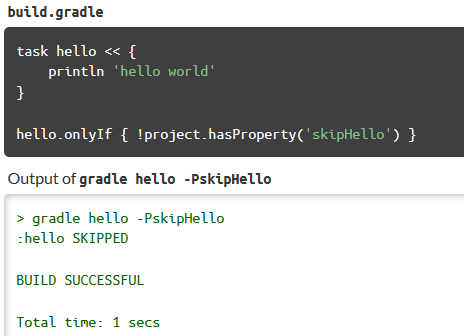 build.gradle
task hello << {
    println 'hello world'
}
hello.onlyIf { !project.hasProperty('skipHello') }
Output of gradle hello -PskipHello
> gradle hello -PskipHello
:hello SKIPPED
BUILD SUCCESSFUL
Total time: 1 secs